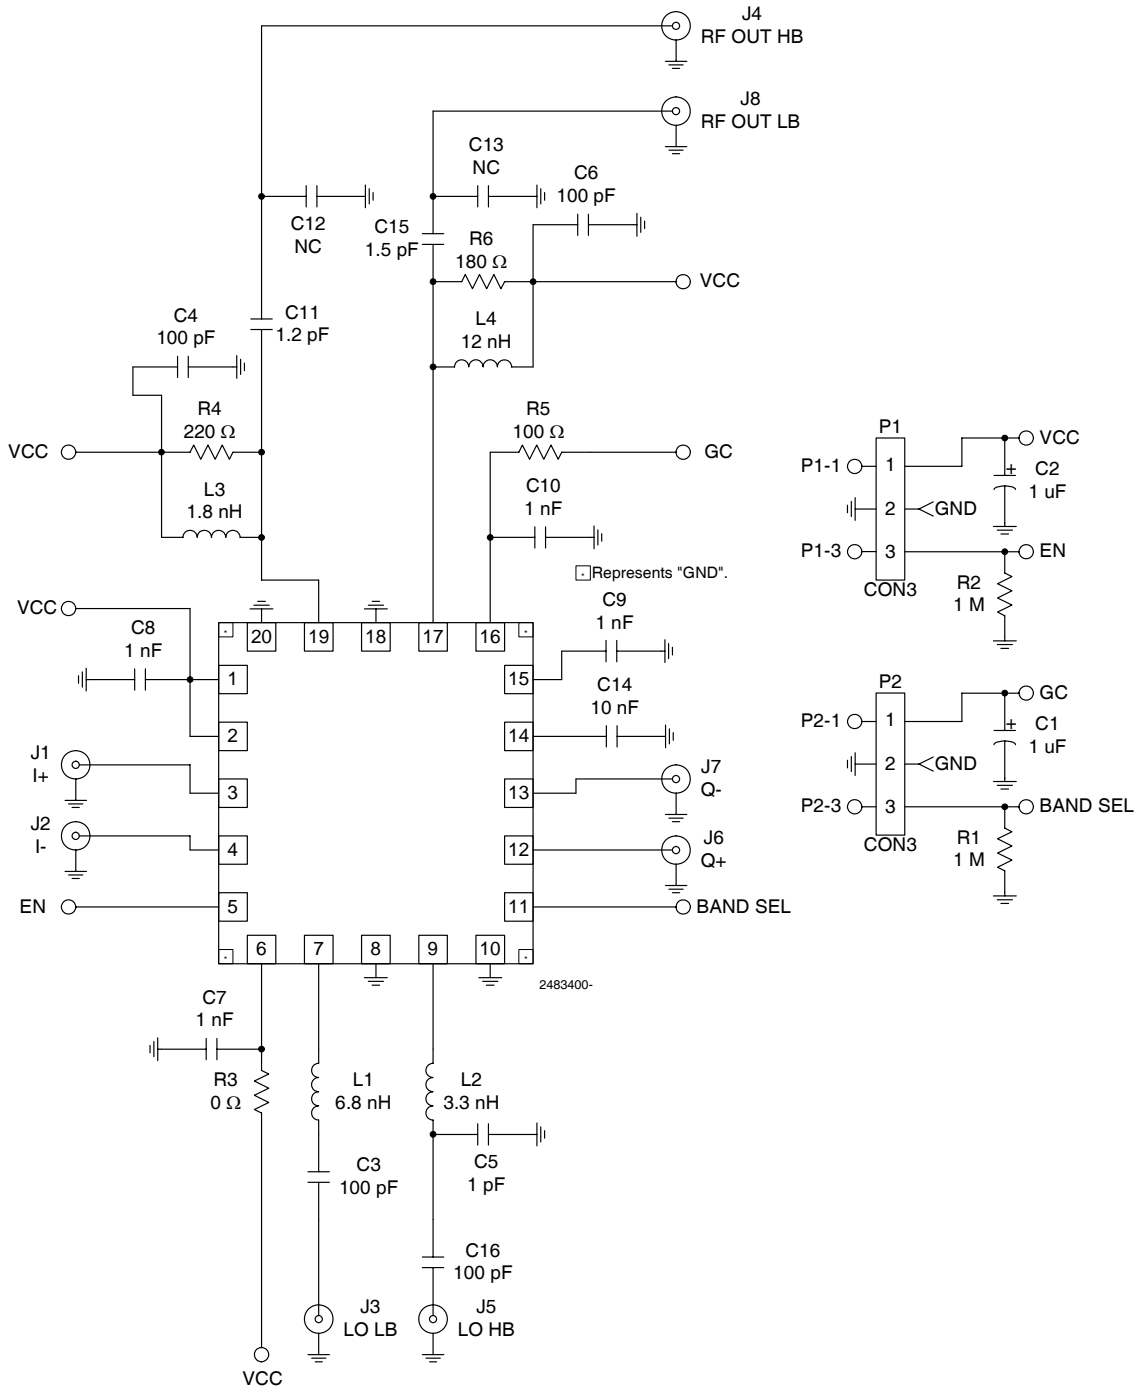 J4
RF OUT HB
J8
RF OUT LB
C13
NC
C6
100 pF
C12
NC
C15
1.5 pF
R6
180 Ω
VCC
C4
100 pF
C11
1.2 pF
L4
12 nH
R4
220 Ω
VCC
R5
100 Ω
GC
L3
1.8 nH
C10
1 nF
P1
P1-1
1
VCC
C2
+
1 uF
2
GND
P1-3
3
EN
CON3
R2
1 M
Represents "GND".
VCC
C8
1 nF
C9
1 nF
20
19
18
17
16
1
15
C14
10 nF
2
14
J1
I+
3
13
J7
Q-
J2
I-
4
12
J6
Q+
EN
5
11
BAND SEL
6
7
8
9
10
P2
P2-1
1
GC
C1
+
1 uF
2
GND
P2-3
3
BAND SEL
CON3
R1
1 M
2483400-
C7
1 nF
R3
0 Ω
L1
6.8 nH
L2
3.3 nH
C3
100 pF
C5
1 pF
C16
100 pF
J3
LO LB
J5
LO HB
VCC